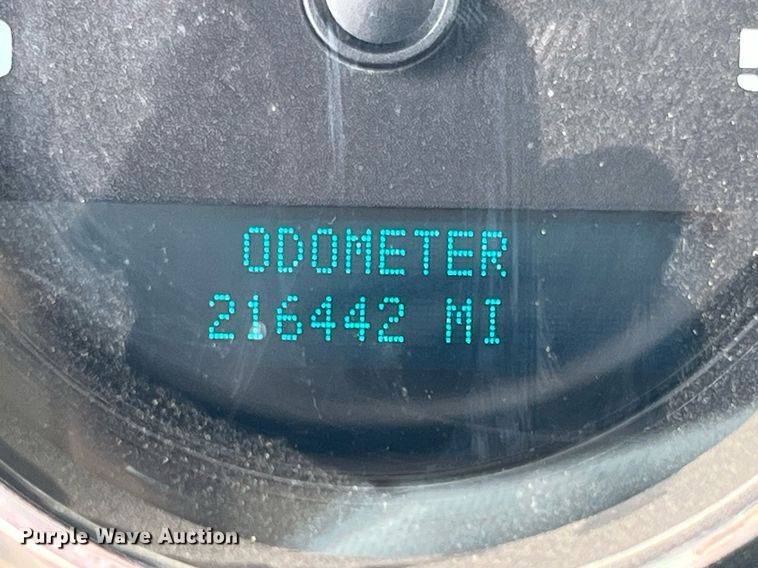 ODOMETER
216442 MI
Purple Wave Auction